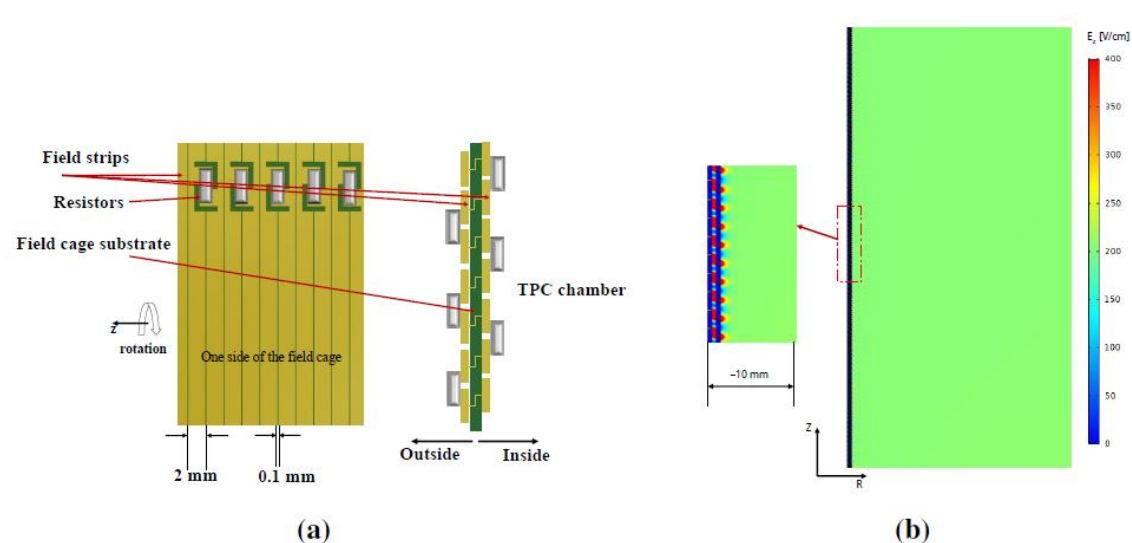 Field strips
Resistors
Field cage substrate
z
rotation
One side of the field cage
2 mm
0.1 mm
TPC chamber
Outside
Inside
(a)
~10 mm
Z
R
E_z [V/cm]
400
350
300
250
200
150
100
50
0
(b)